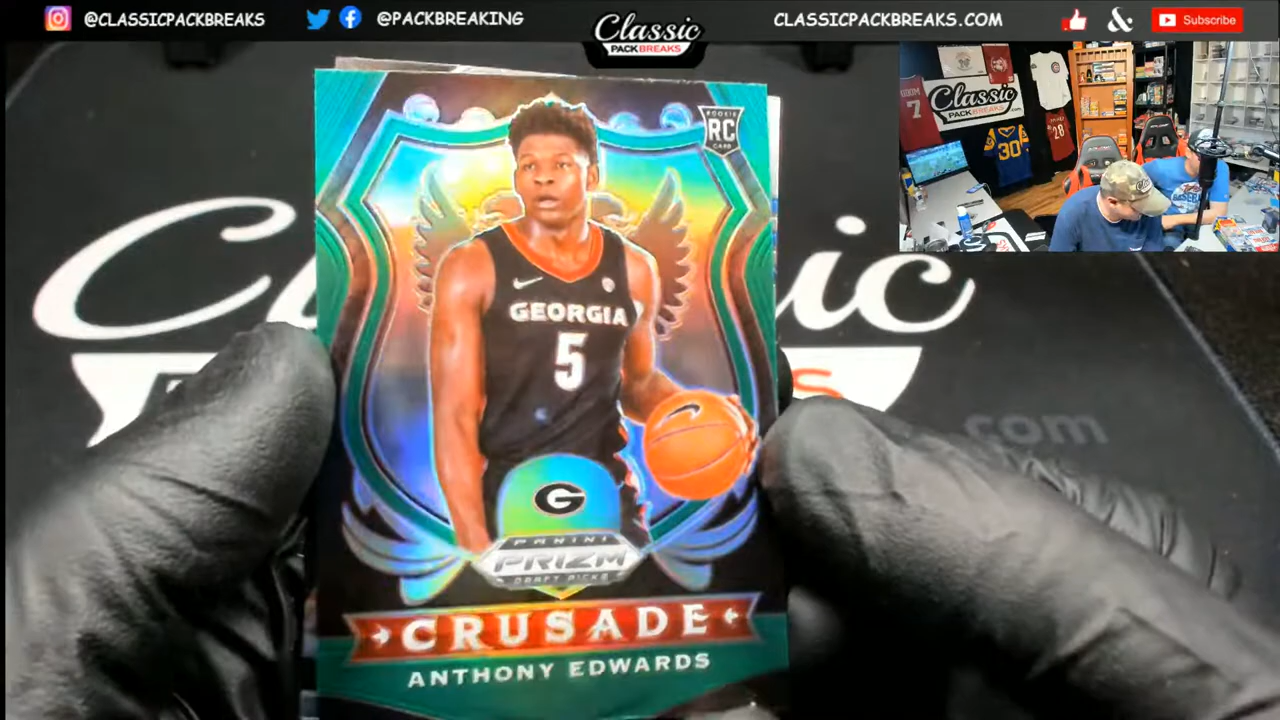 @CLASSICPACKBREAKS
@PACKBREAKING
Classic
PACK BREAKS
CLASSICPACKBREAKS.COM
&
Subscribe
Classic
PACK BREAKS
7
30
28
ROOKIE
RC
CARD
GEORGIA
5
G
PANINI
PRIZM
DRAFT PICKS
CRUSADE
ANTHONY EDWARDS
.com